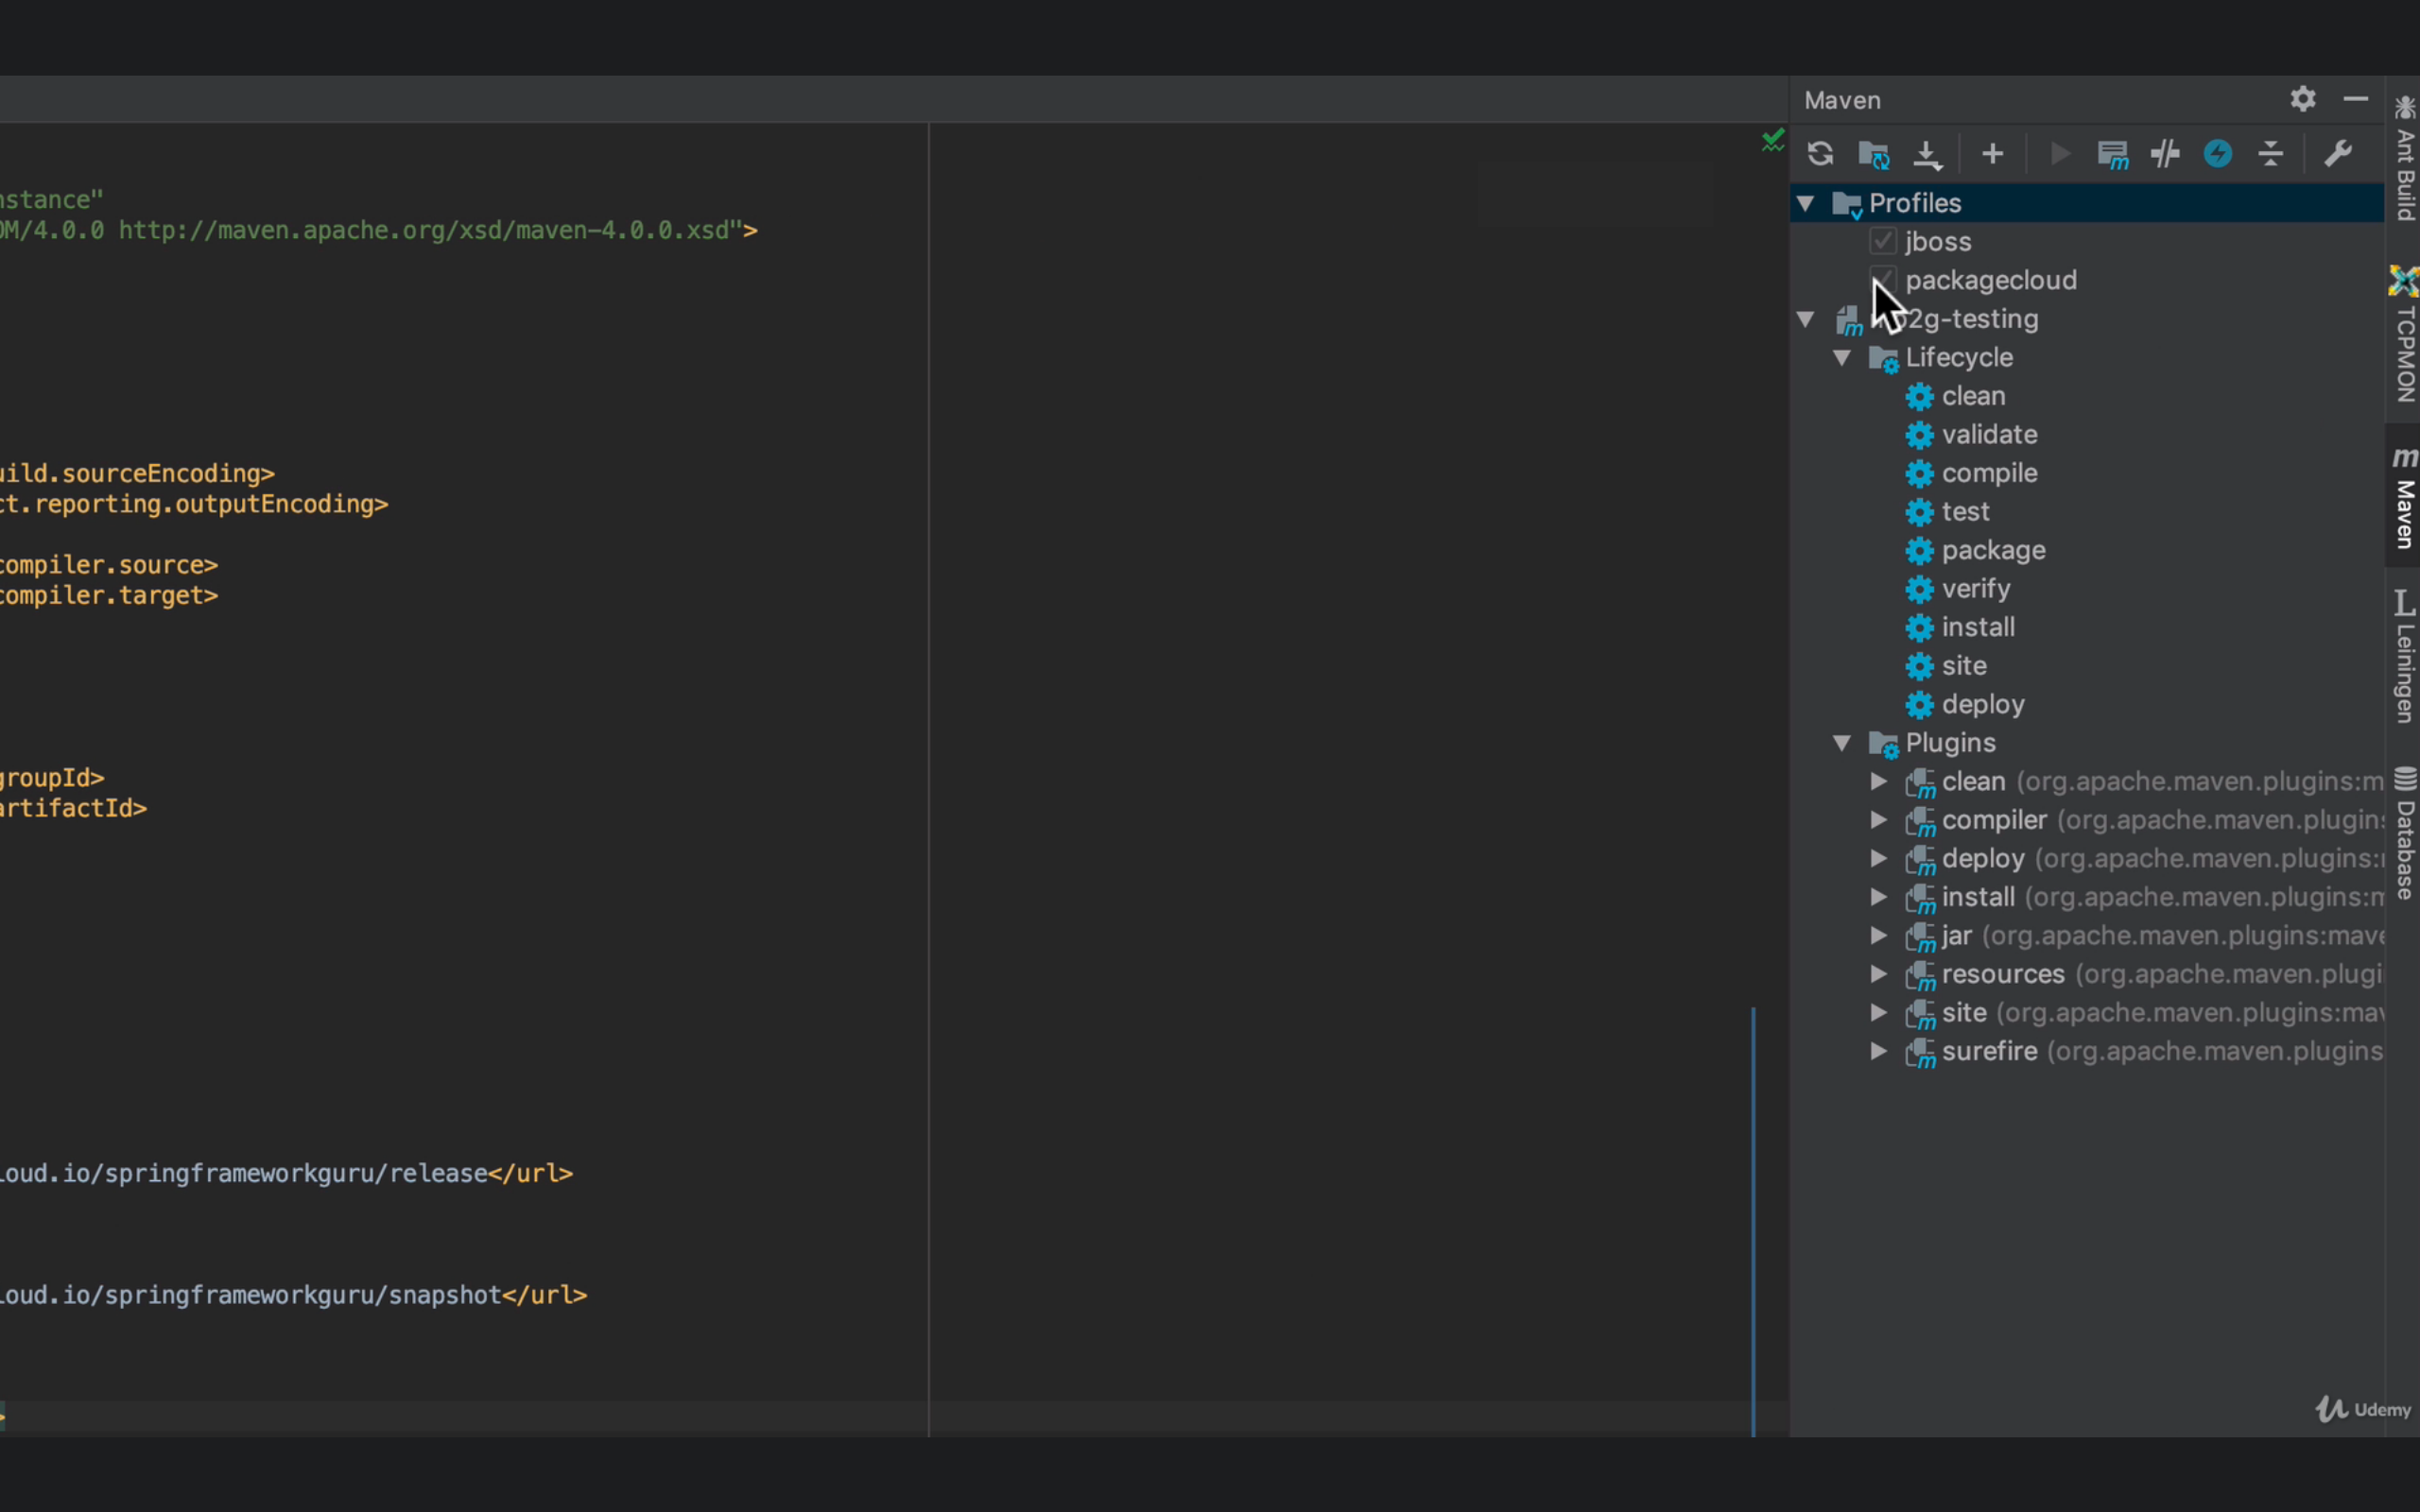 nstance"
OM/4.0.0 http://maven.apache.org/xsd/maven-4.0.0.xsd">
uild.sourceEncoding>
ct.reporting.outputEncoding>
compiler.source>
compiler.target>
groupId>
artifactId>
loud.io/springframeworkguru/release</url>
loud.io/springframeworkguru/snapshot</url>
>
Maven
Profiles
jboss
packagecloud
2g-testing
Lifecycle
clean
validate
compile
test
package
verify
install
site
deploy
Plugins
clean (org.apache.maven.plugins:m
compiler (org.apache.maven.plugins
deploy (org.apache.maven.plugins:
install (org.apache.maven.plugins:m
jar (org.apache.maven.plugins:mave
resources (org.apache.maven.plugi
site (org.apache.maven.plugins:mav
surefire (org.apache.maven.plugins
Ant Build
TCPMON
m Maven
L Leiningen
Database
Udemy